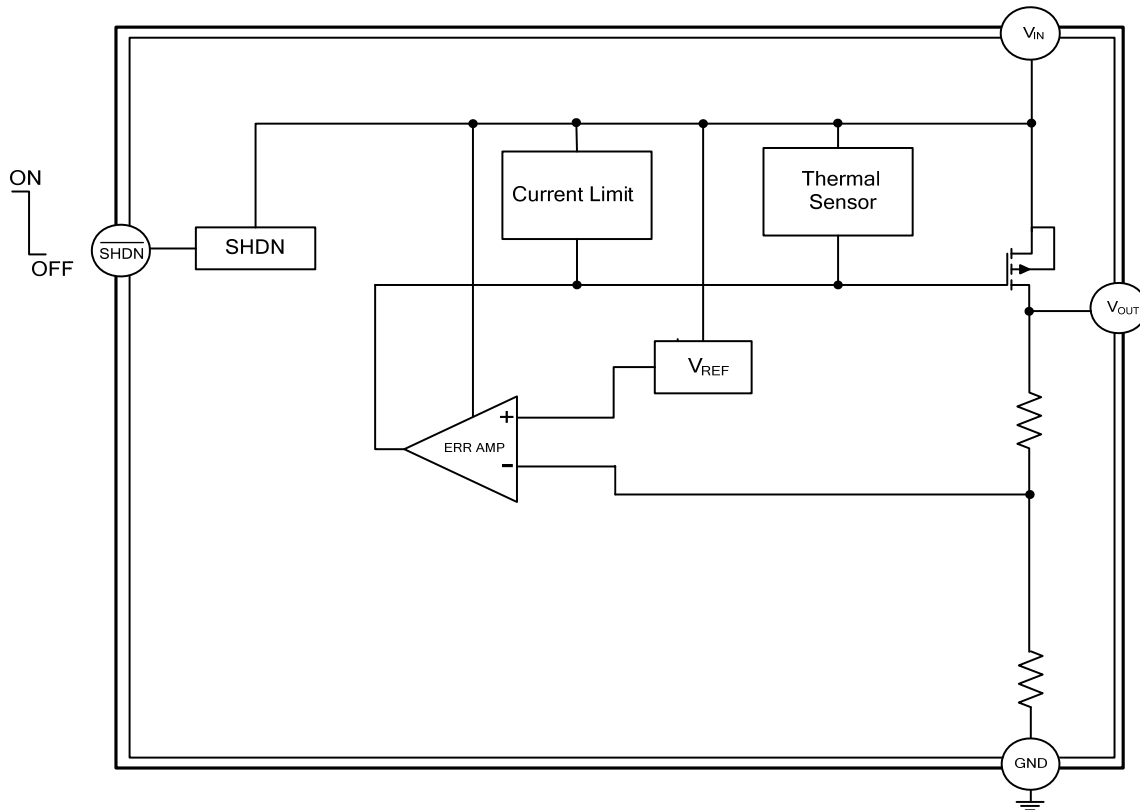 VIN
Current Limit
Thermal
Sensor
ON
OFF
SHDN
SHDN
VOUT
VREF
+
ERR AMP
-
GND